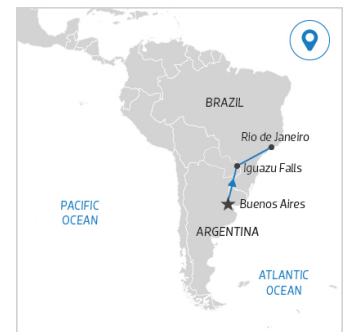 BRAZIL
Rio de Janeiro
Iguazu Falls
Buenos Aires
PACIFIC
OCEAN
ARGENTINA
ATLANTIC
OCEAN